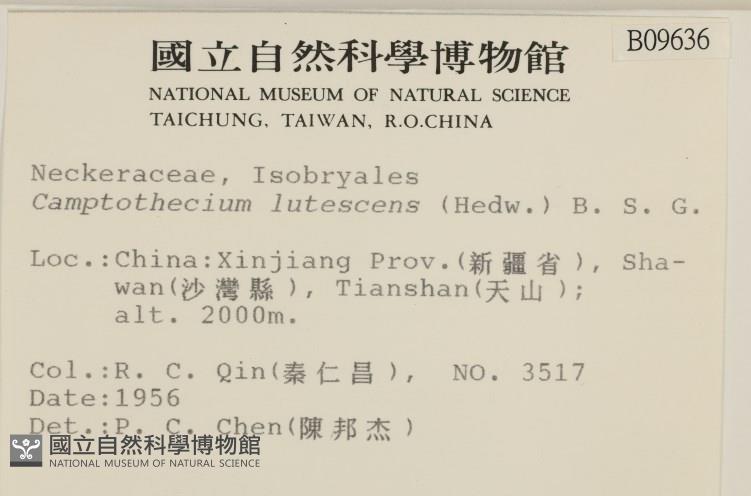 國立自然科學博物館
B09636
NATIONAL MUSEUM OF NATURAL SCIENCE
TAICHUNG, TAIWAN, R.O.CHINA
Neckeraceae, Isobryales
Camptothecium lutescens (Hedw.) B. S. G.
Loc.:China:Xinjiang Prov.(新疆省), Sha-
wan(沙灣縣), Tianshan(天山);
alt. 2000m.
Col.:R. C. Qin(秦仁昌), NO. 3517
Date:1956
Det.:P. C. Chen(陳邦杰)
國立自然科學博物館
NATIONAL MUSEUM OF NATURAL SCIENCE